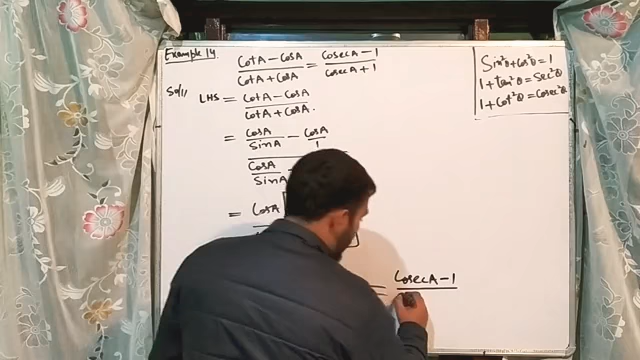 Example 14
CotA - CosA / CotA + CosA = CosecA - 1 / CosecA + 1
Sol// LHS = CotA - CosA / CotA + CosA.
= CosA / SinA - CosA / 1
CosA / SinA
= CosA
= CosecA - 1
Sin²θ + Cos²θ = 1
1 + tan²θ = Sec²θ
1 + Cot²θ = Cosec²θ